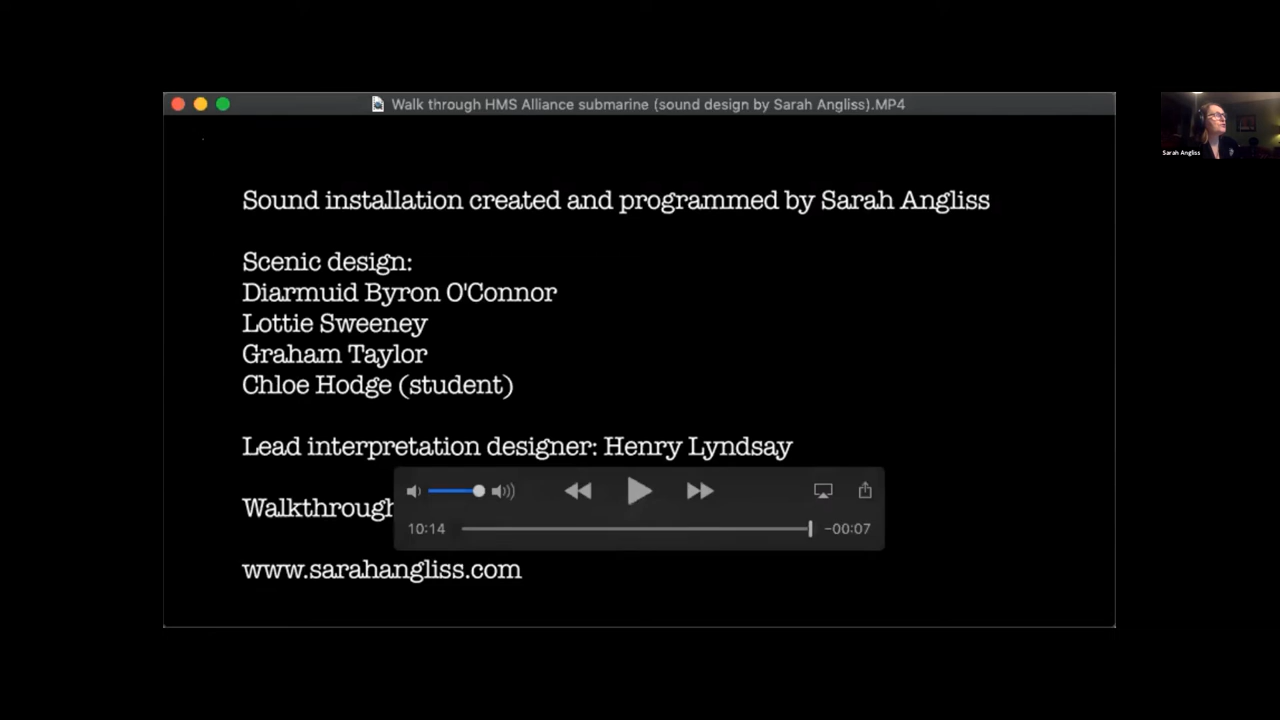 Walk through HMS Alliance submarine (sound design by Sarah Angliss).MP4
Sound installation created and programmed by Sarah Angliss
Scenic design:
Diarmuid Byron O'Connor
Lottie Sweeney
Graham Taylor
Chloe Hodge (student)
Lead interpretation designer: Henry Lyndsay
Walkthrough
10:14
-00:07
www.sarahangliss.com
Sarah Angliss